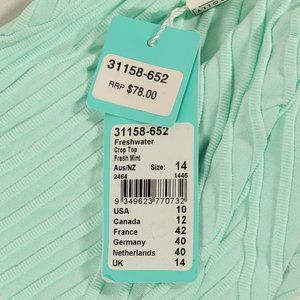 31158-652
RRP $78.00
31158-652
Freshwater
Crop Top
Fresh Mint
Aus/NZ Size: 14
2464 1446
9 349623 770732
USA 10
Canada 12
France 42
Germany 40
Netherlands 40
UK 14